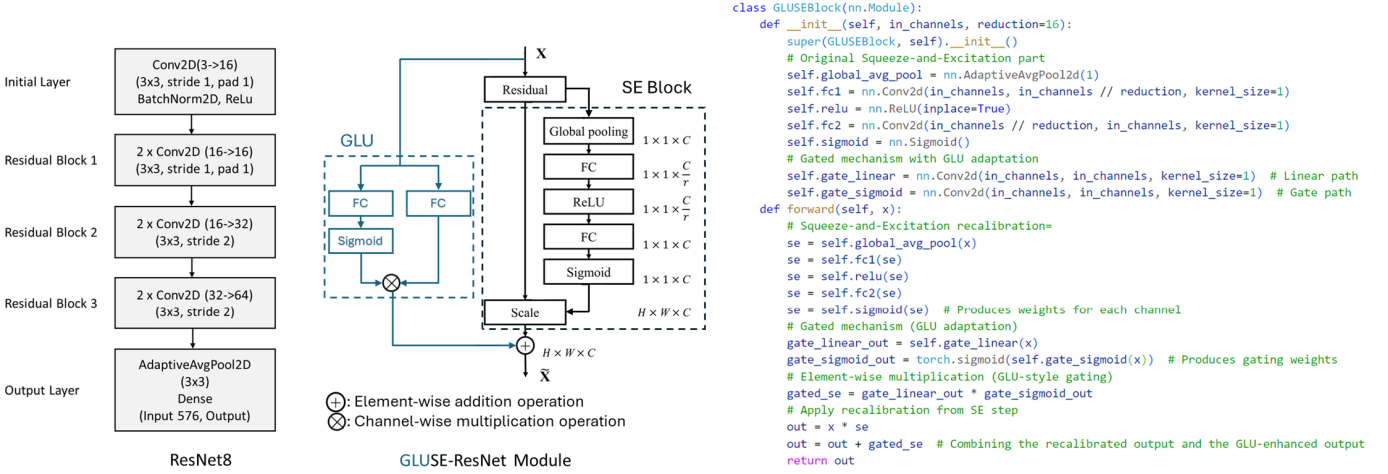 Initial Layer
Conv2D(3->16)
(3x3, stride 1, pad 1)
BatchNorm2D, ReLu
Residual Block 1
2 x Conv2D (16->16)
(3x3, stride 1, pad 1)
Residual Block 2
2 x Conv2D (16->32)
(3x3, stride 2)
Residual Block 3
2 x Conv2D (32->64)
(3x3, stride 2)
Output Layer
AdaptiveAvgPool2D
(3x3)
Dense
(Input 576, Output)
ResNet8
X
Residual
SE Block
Global pooling
1 × 1 × C
FC
1 × 1 × C/r
ReLU
1 × 1 × C/r
FC
1 × 1 × C
Sigmoid
1 × 1 × C
Scale
H × W × C
GLU
FC
FC
Sigmoid
⊗
⊕
H × W × C
X̃
⊕: Element-wise addition operation
⊗: Channel-wise multiplication operation
GLUSE-ResNet Module
class GLUSEBlock(nn.Module):
    def __init__(self, in_channels, reduction=16):
        super(GLUSEBlock, self).__init__()
        # Original Squeeze-and-Excitation part
        self.global_avg_pool = nn.AdaptiveAvgPool2d(1)
        self.fc1 = nn.Conv2d(in_channels, in_channels // reduction, kernel_size=1)
        self.relu = nn.ReLU(inplace=True)
        self.fc2 = nn.Conv2d(in_channels // reduction, in_channels, kernel_size=1)
        self.sigmoid = nn.Sigmoid()
        # Gated mechanism with GLU adaptation
        self.gate_linear = nn.Conv2d(in_channels, in_channels, kernel_size=1)  # Linear path
        self.gate_sigmoid = nn.Conv2d(in_channels, in_channels, kernel_size=1)  # Gate path
    def forward(self, x):
        # Squeeze-and-Excitation recalibration=
        se = self.global_avg_pool(x)
        se = self.fc1(se)
        se = self.relu(se)
        se = self.fc2(se)
        se = self.sigmoid(se)  # Produces weights for each channel
        # Gated mechanism (GLU adaptation)
        gate_linear_out = self.gate_linear(x)
        gate_sigmoid_out = torch.sigmoid(self.gate_sigmoid(x))  # Produces gating weights
        # Element-wise multiplication (GLU-style gating)
        gated_se = gate_linear_out * gate_sigmoid_out
        # Apply recalibration from SE step
        out = x * se
        out = out + gated_se  # Combining the recalibrated output and the GLU-enhanced output
        return out